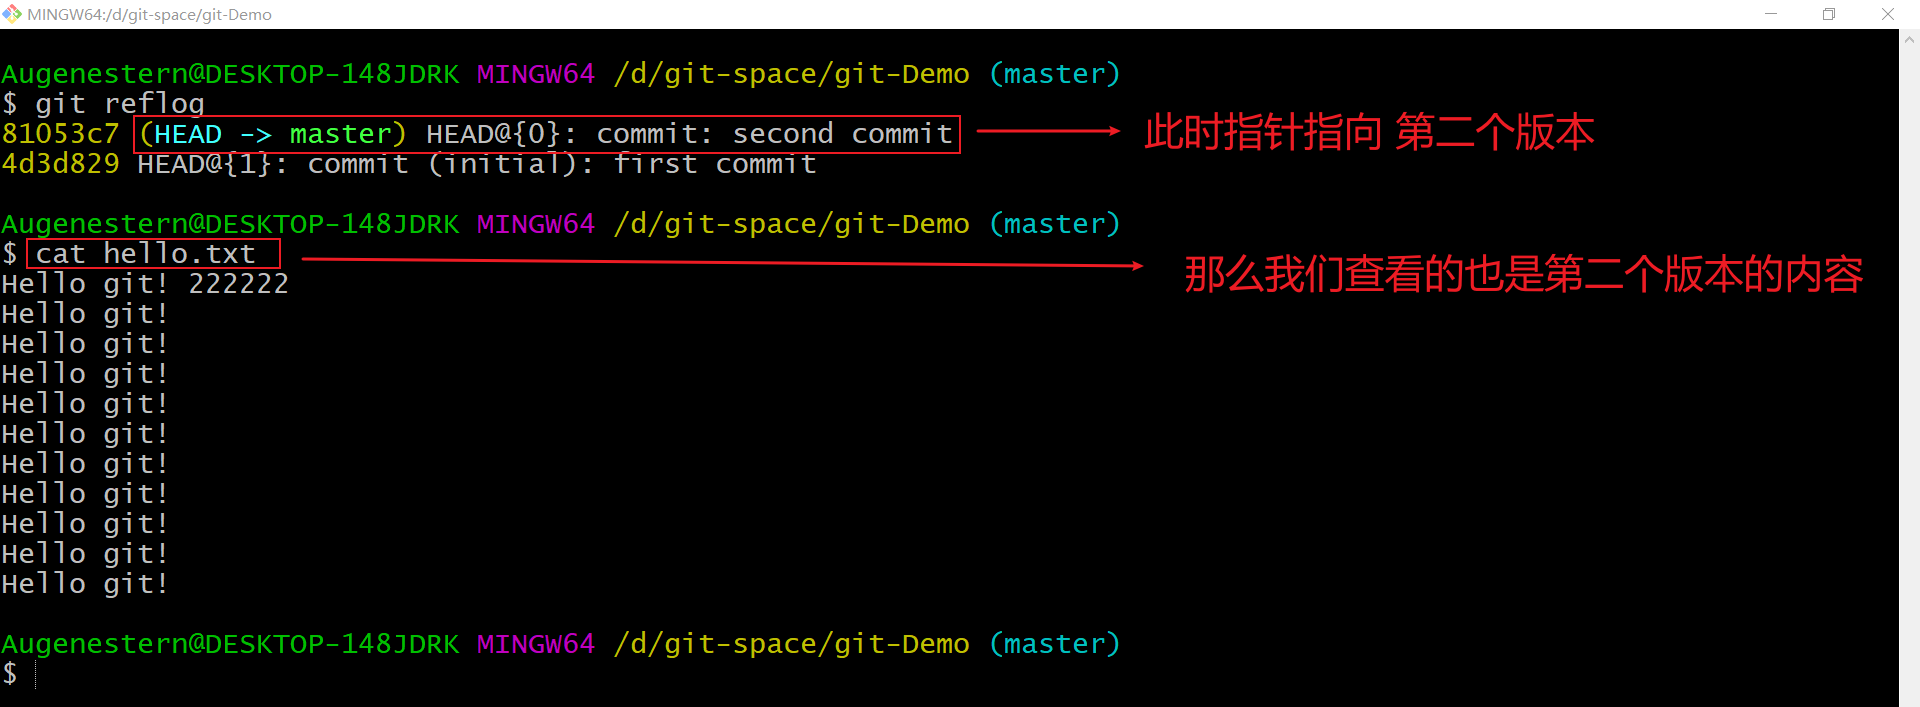 MINGW64:/d/git-space/git-Demo
Augenestern@DESKTOP-148JDRK MINGW64 /d/git-space/git-Demo (master)
$ git reflog
81053c7 (HEAD -> master) HEAD@{0}: commit: second commit 此时指针指向 第二个版本
4d3d829 HEAD@{1}: commit (initial): first commit
Augenestern@DESKTOP-148JDRK MINGW64 /d/git-space/git-Demo (master)
$ cat hello.txt 那么我们查看的也是第二个版本的内容
Hello git! 222222
Hello git!
Hello git!
Hello git!
Hello git!
Hello git!
Hello git!
Hello git!
Hello git!
Hello git!
Hello git!
Augenestern@DESKTOP-148JDRK MINGW64 /d/git-space/git-Demo (master)
$